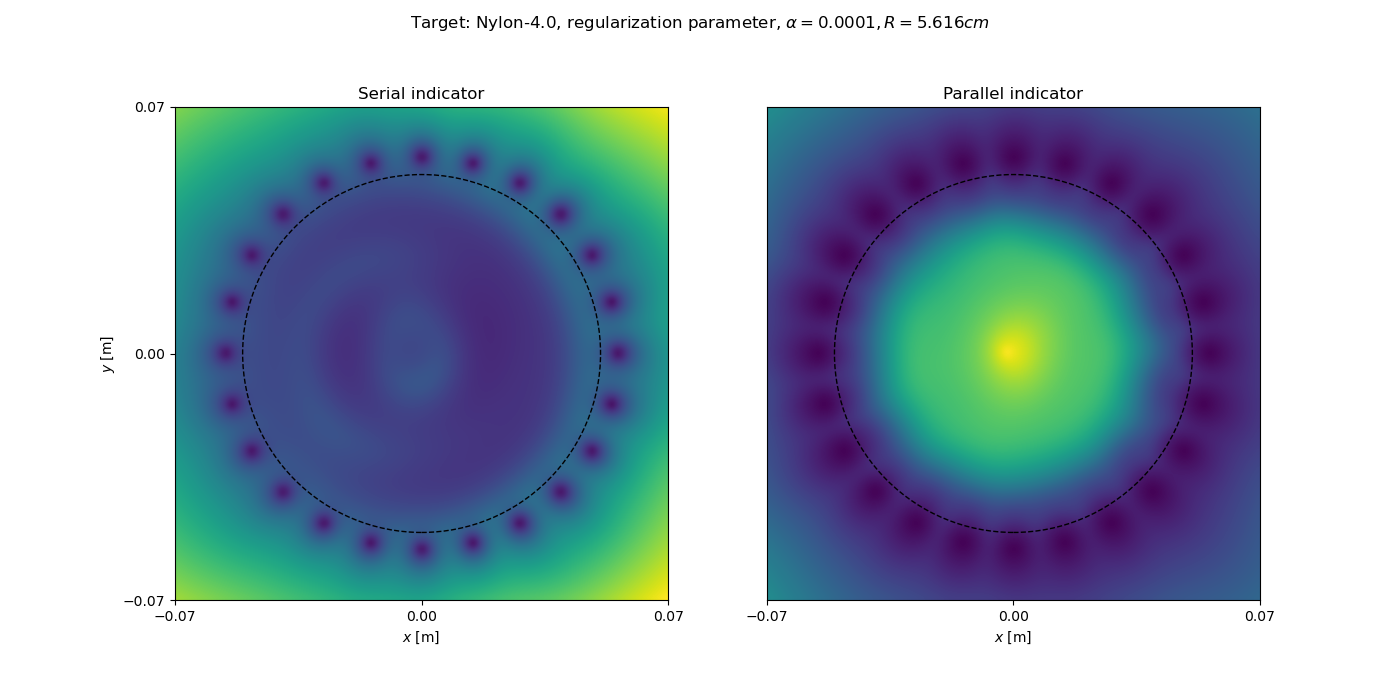 Target: Nylon-4.0, regularization parameter, α = 0.0001, R = 5.616cm
Serial indicator
Parallel indicator
0.07
0.00
−0.07
y [m]
−0.07 0.00 0.07
x [m]
−0.07 0.00 0.07
x [m]